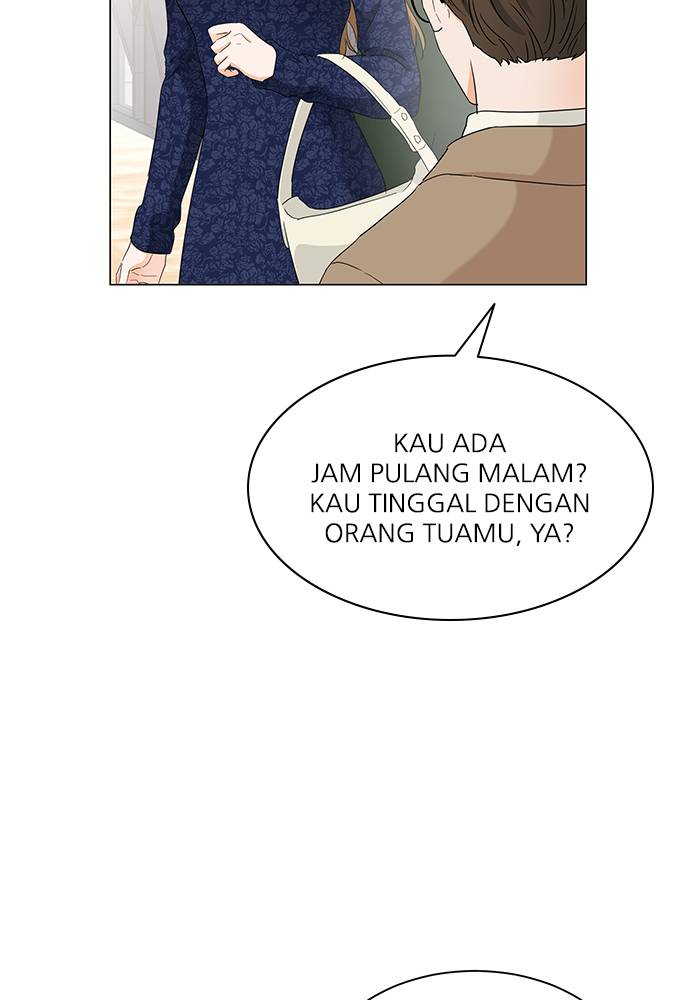 KAU ADA
JAM PULANG MALAM?
KAU TINGGAL DENGAN
ORANG TUAMU, YA?